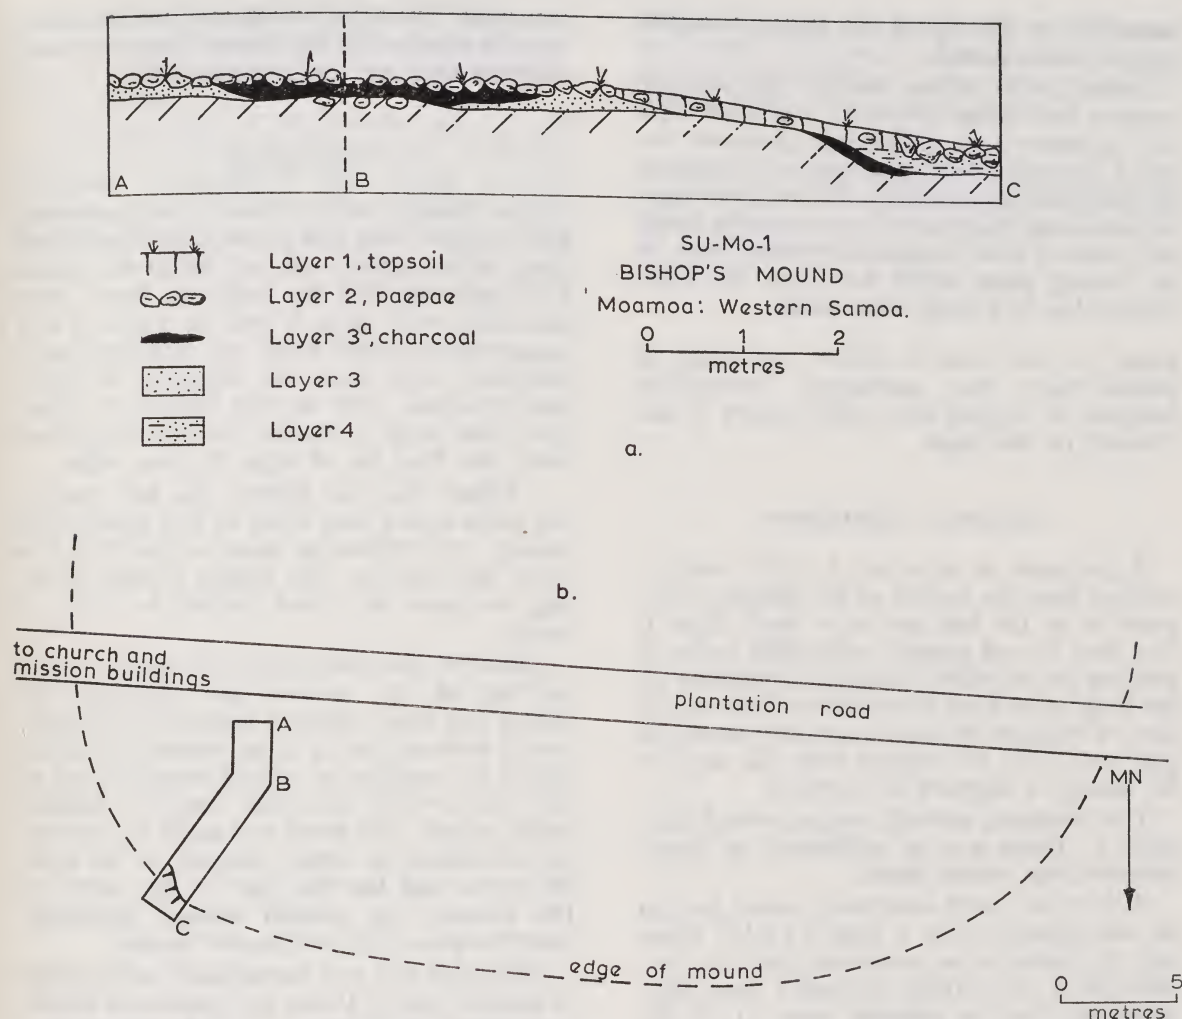 A
B
C
Layer 1, topsoil
Layer 2, paepae
Layer 3a, charcoal
Layer 3
Layer 4
SU-Mo-1
BISHOP'S MOUND
Moamoa: Western Samoa.
0 1 2
metres
a.
b.
to church and
mission buildings
plantation road
A
B
C
MN
edge of mound
0 5
metres